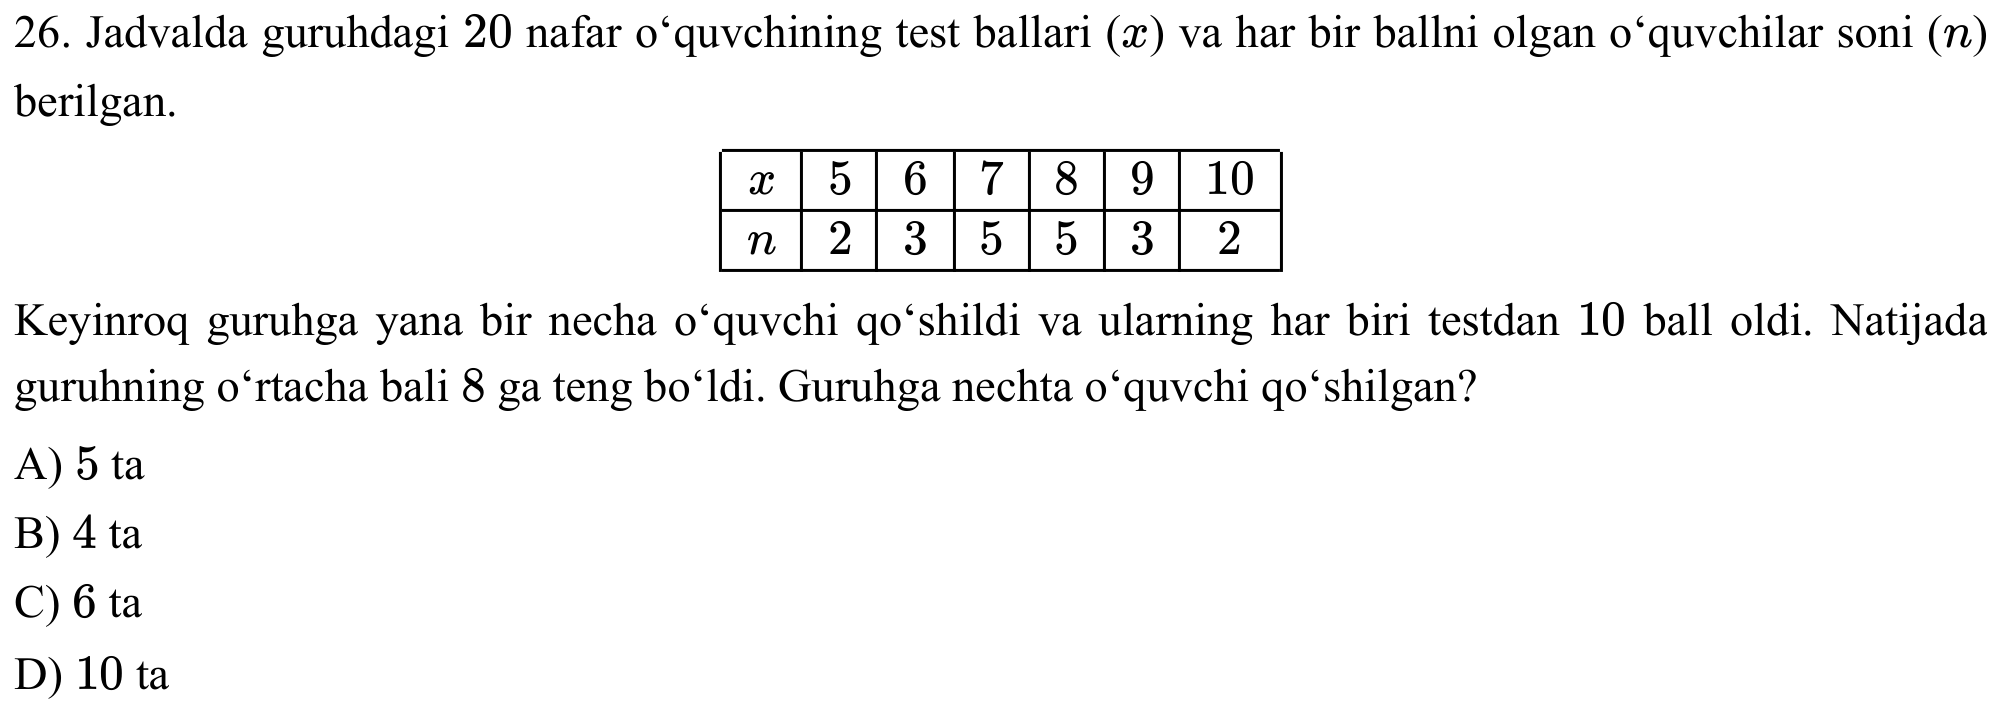 26. Jadvalda guruhdagi 20 nafar o‘quvchining test ballari (x) va har bir ballni olgan o‘quvchilar soni (n)
berilgan.
x 5 6 7 8 9 10
n 2 3 5 5 3 2
Keyinroq guruhga yana bir necha o‘quvchi qo‘shildi va ularning har biri testdan 10 ball oldi. Natijada
guruhning o‘rtacha bali 8 ga teng bo‘ldi. Guruhga nechta o‘quvchi qo‘shilgan?
A) 5 ta
B) 4 ta
C) 6 ta
D) 10 ta